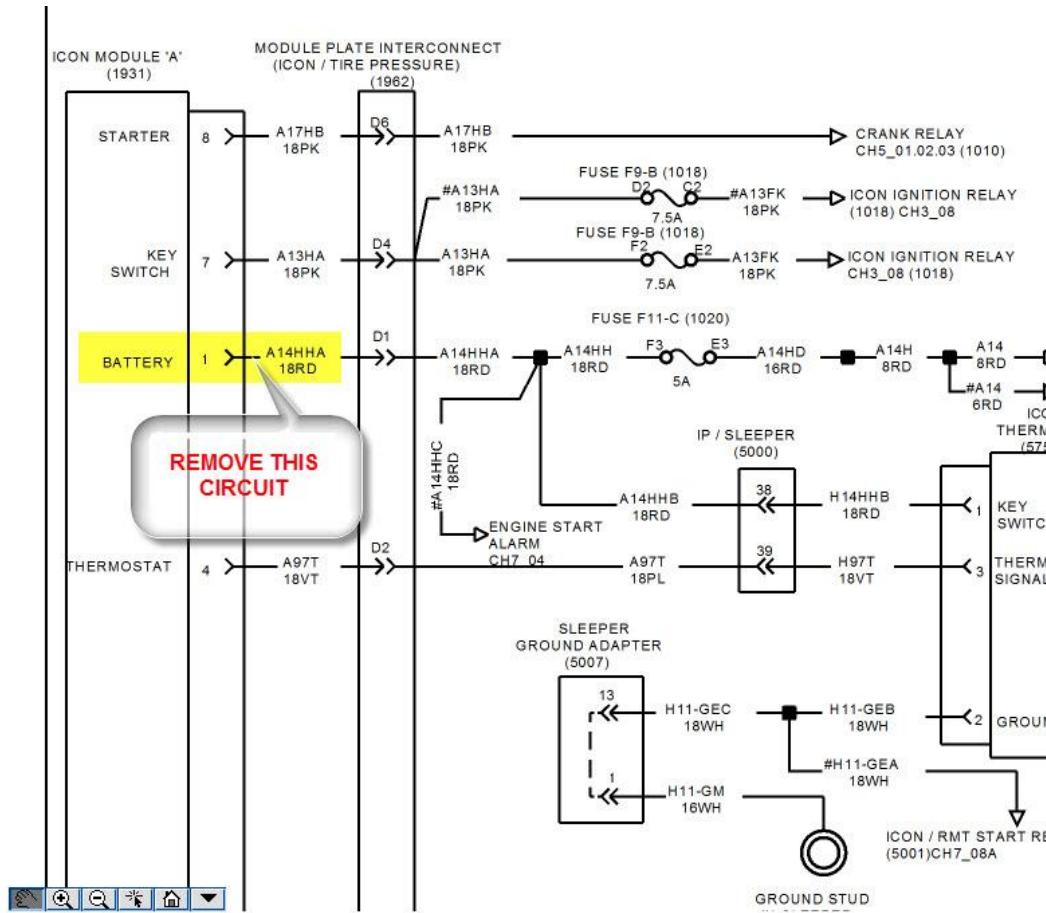 ICON MODULE 'A'
(1931)
MODULE PLATE INTERCONNECT
(ICON / TIRE PRESSURE)
(1962)
STARTER
8
A17HB
18PK
D6
A17HB
18PK
CRANK RELAY
CH5_01.02.03 (1010)
#A13HA
18PK
FUSE F9-B (1018)
D2
C2
7.5A
#A13FK
18PK
ICON IGNITION RELAY
(1018) CH3_08
KEY
SWITCH
7
A13HA
18PK
D4
A13HA
18PK
FUSE F9-B (1018)
F2
E2
7.5A
A13FK
18PK
ICON IGNITION RELAY
CH3_08 (1018)
BATTERY
1
A14HHA
18RD
D1
A14HHA
18RD
A14HH
18RD
FUSE F11-C (1020)
F3
E3
5A
A14HD
16RD
A14H
8RD
A14
8RD
#A14
6RD
REMOVE THIS
CIRCUIT
#A14HHC
18RD
ENGINE START
ALARM
CH7_04
IP / SLEEPER
(5000)
A14HHB
18RD
38
H14HHB
18RD
1
KEY
THERMOSTAT
4
A97T
18VT
D2
A97T
18PL
39
H97T
18VT
3
SIGNAL
SLEEPER
GROUND ADAPTER
(5007)
13
H11-GEC
18WH
H11-GEB
18WH
2
#H11-GEA
18WH
1
H11-GM
16WH
ICON / RMT START
(5001)CH7_08A
GROUND STUD